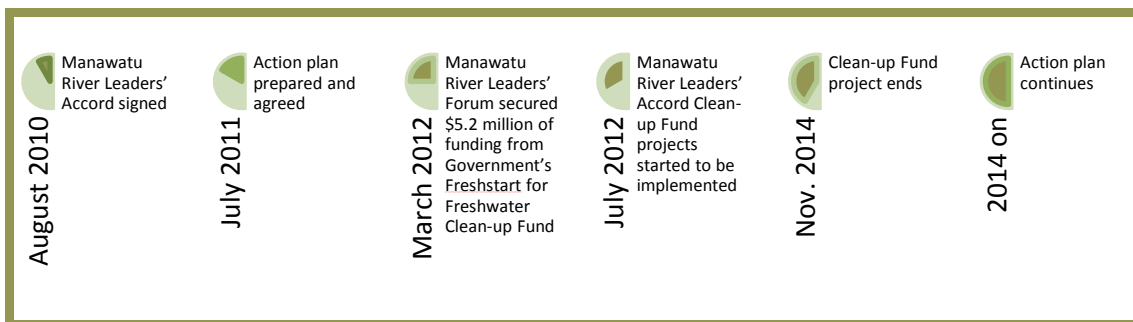 August 2010
Manawatu
River Leaders’
Accord signed
July 2011
Action plan
prepared and
agreed
March 2012
Manawatu
River Leaders’
Forum secured
$5.2 million of
funding from
Government’s
Freshstart for
Freshwater
Clean-up Fund
July 2012
Manawatu
River Leaders’
Accord Clean-
up Fund
projects
started to be
implemented
Nov. 2014
Clean-up Fund
project ends
2014 on
Action plan
continues